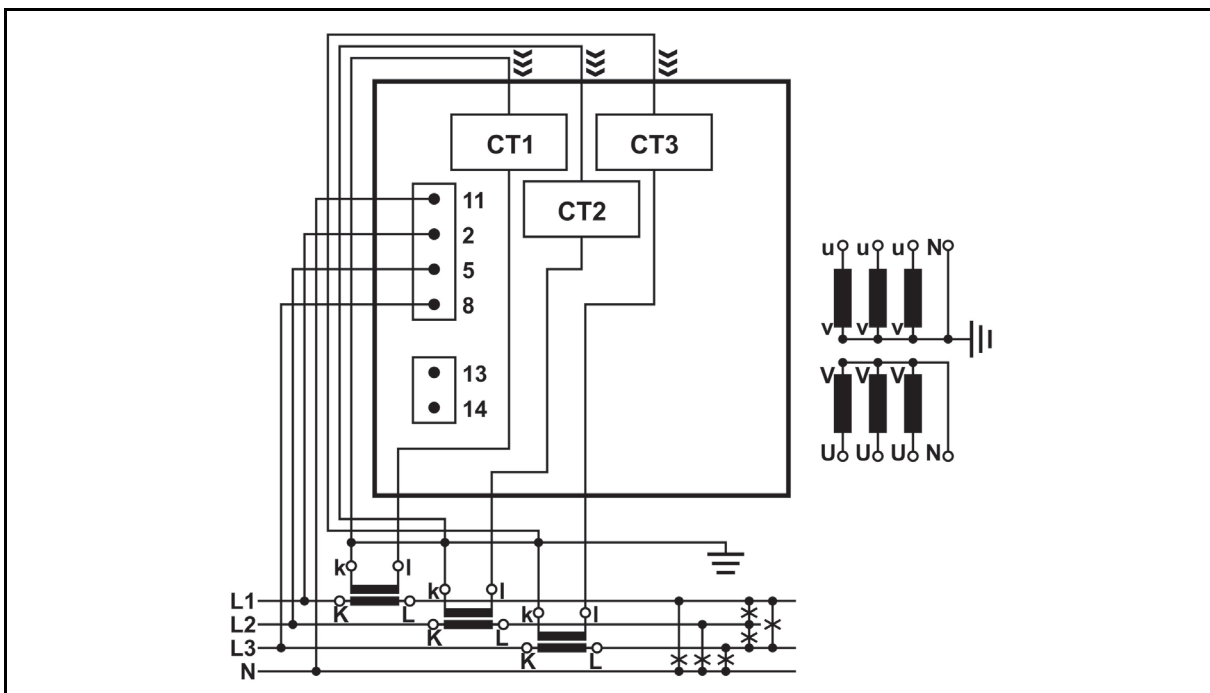 CT1
CT3
CT2
11
2
5
8
13
14
u u u N
v v v
V V V
U U U N
k l
k l
k l
L1
K L
L2
K L
L3
K L
N